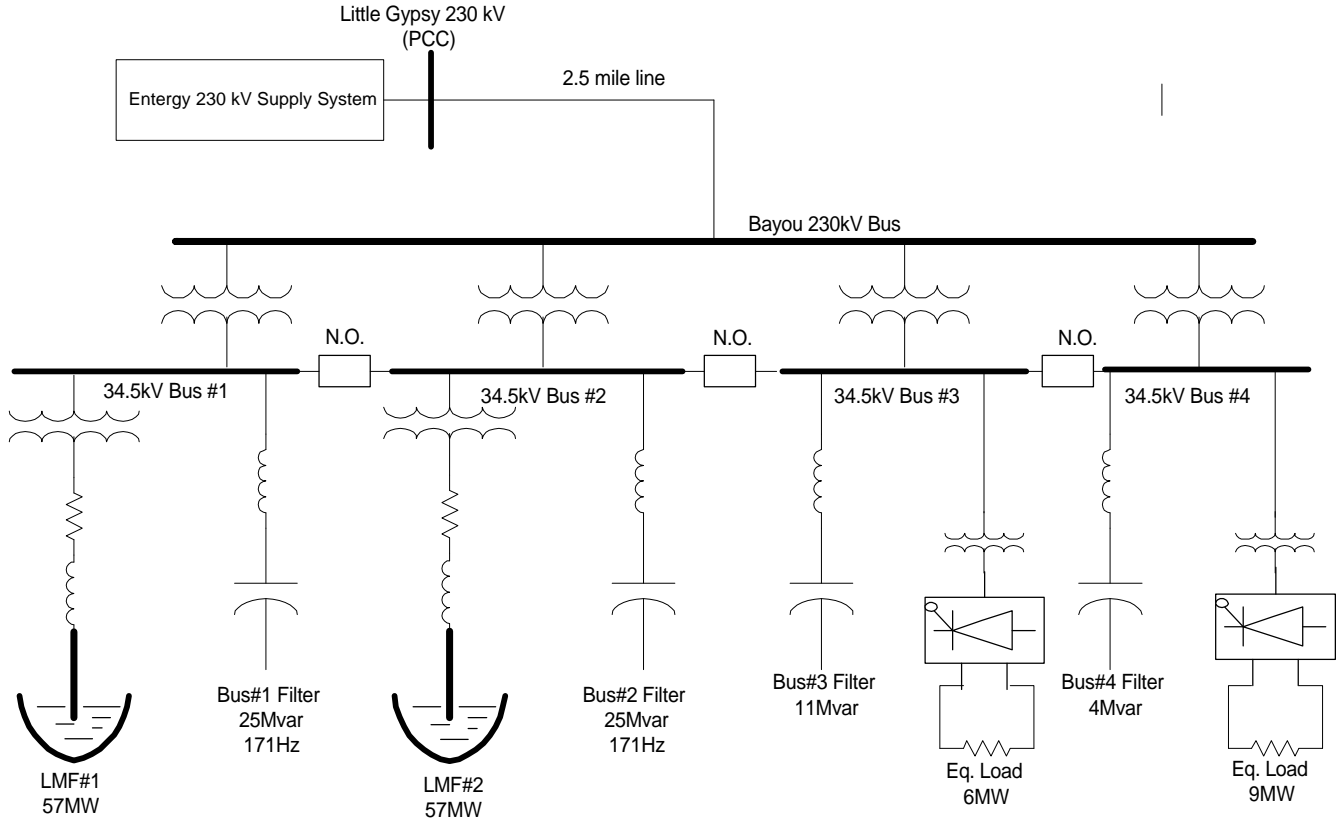 Little Gypsy 230 kV
(PCC)
2.5 mile line
Entergy 230 kV Supply System
Bayou 230kV Bus
N.O.
N.O.
N.O.
34.5kV Bus #1
34.5kV Bus #2
34.5kV Bus #3
34.5kV Bus #4
Bus#1 Filter
25Mvar
171Hz
Bus#2 Filter
25Mvar
171Hz
Bus#3 Filter
11Mvar
Bus#4 Filter
4Mvar
LMF#1
57MW
LMF#2
57MW
Eq. Load
6MW
Eq. Load
9MW